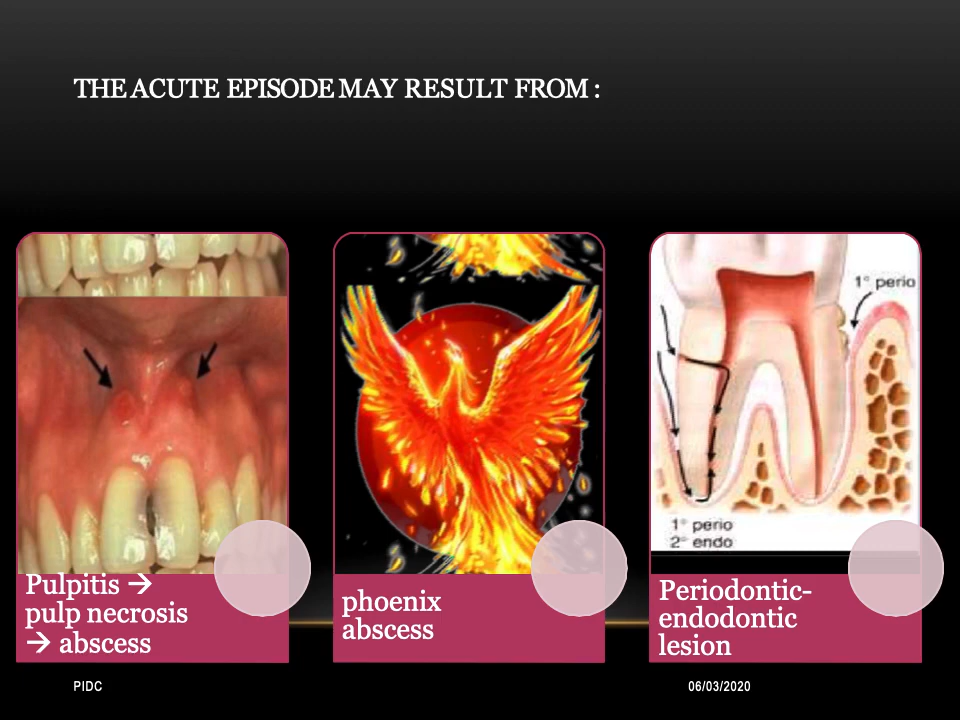 THE ACUTE EPISODE MAY RESULT FROM :
1° perio
1° perio
2° endo
Pulpitis →
pulp necrosis
→ abscess
phoenix
abscess
Periodontic-
endodontic
lesion
PIDC
06/03/2020